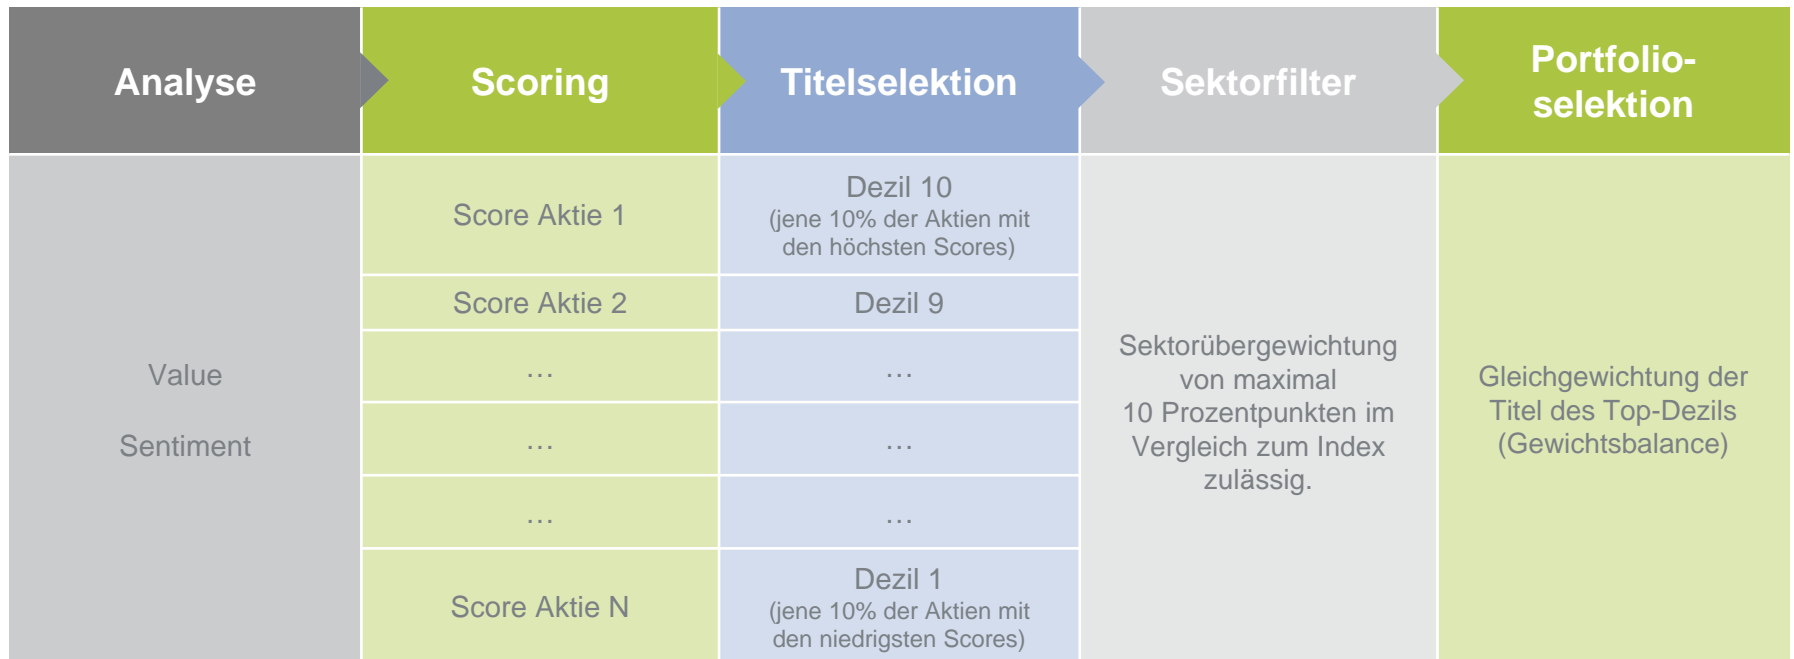 Analyse
Scoring
Titelselektion
Sektorfilter
Portfolio-
selektion
Value
Sentiment
Score Aktie 1
Score Aktie 2
…
…
…
Score Aktie N
Dezil 10
(jene 10% der Aktien mit
den höchsten Scores)
Dezil 9
…
…
…
Dezil 1
(jene 10% der Aktien mit
den niedrigsten Scores)
Sektorübergewichtung
von maximal
10 Prozentpunkten im
Vergleich zum Index
zulässig.
Gleichgewichtung der
Titel des Top-Dezils
(Gewichtsbalance)